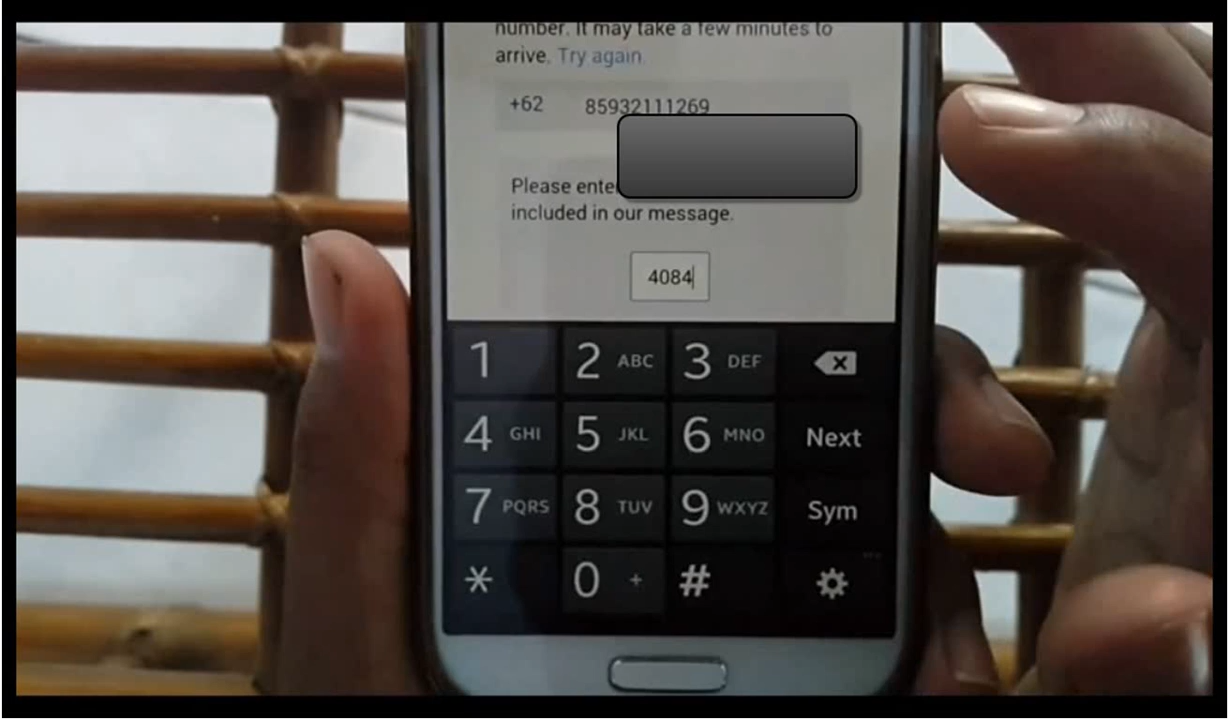 number. It may take a few minutes to
arrive. Try again.
+62 85932111269
Please enter
included in our message.
4084
1 2 ABC 3 DEF
4 GHI 5 JKL 6 MNO Next
7 PQRS 8 TUV 9 WXYZ Sym
* 0 + #